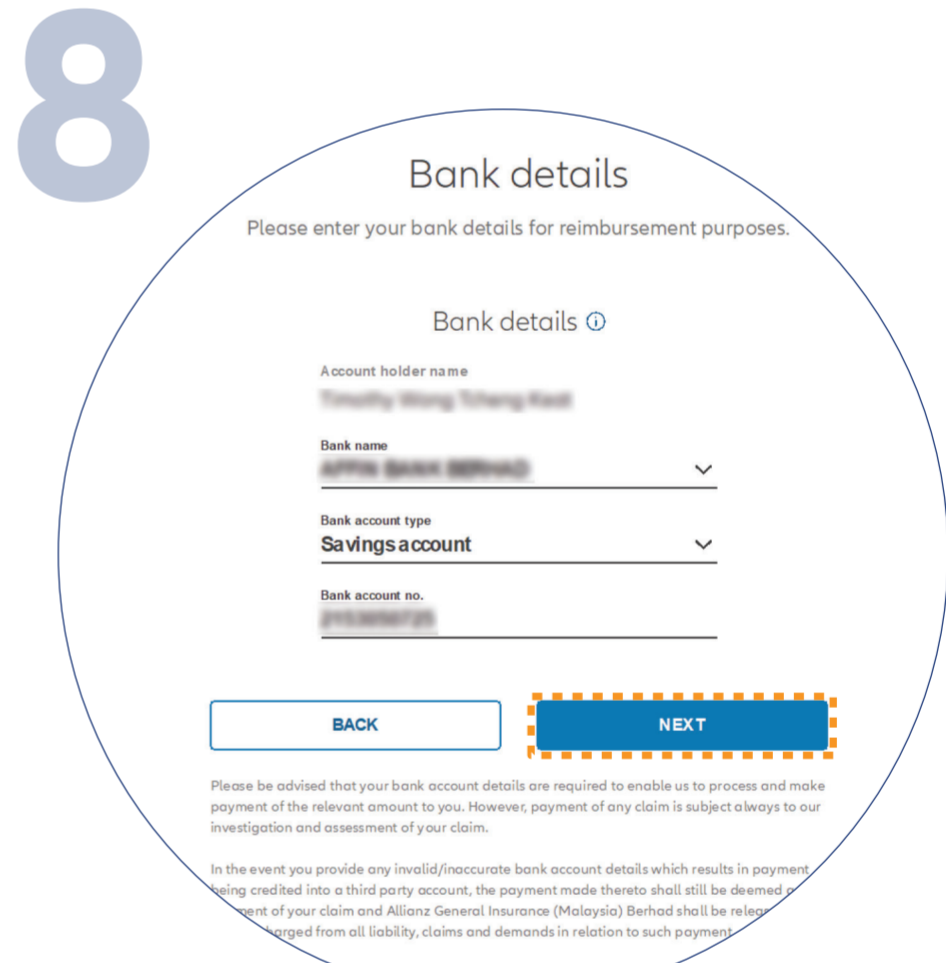 8
Bank details
Please enter your bank details for reimbursement purposes.
Bank details
Account holder name
Bank name
Bank account type
Savings account
Bank account no.
BACK
NEXT
Please be advised that your bank account details are required to enable us to process and make
payment of the relevant amount to you. However, payment of any claim is subject always to our
investigation and assessment of your claim.
In the event you provide any invalid/inaccurate bank account details which results in payment
being credited into a third party account, the payment made thereto shall still be deemed
of your claim and Allianz General Insurance (Malaysia) Berhad shall be
from all liability, claims and demands in relation to such payment